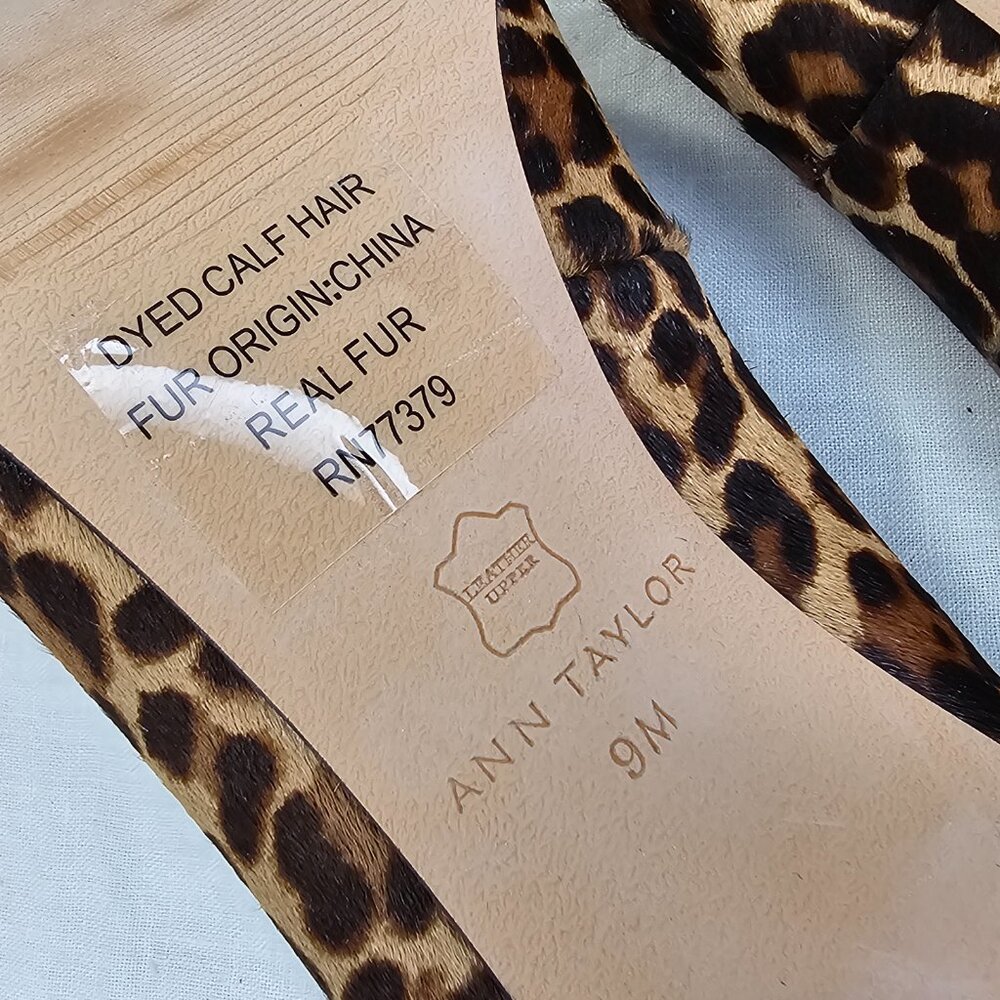 DYED CALF HAIR
FUR ORIGIN:CHINA
REAL FUR
RN77379
LEATHER
UPPER
ANN TAYLOR
9M